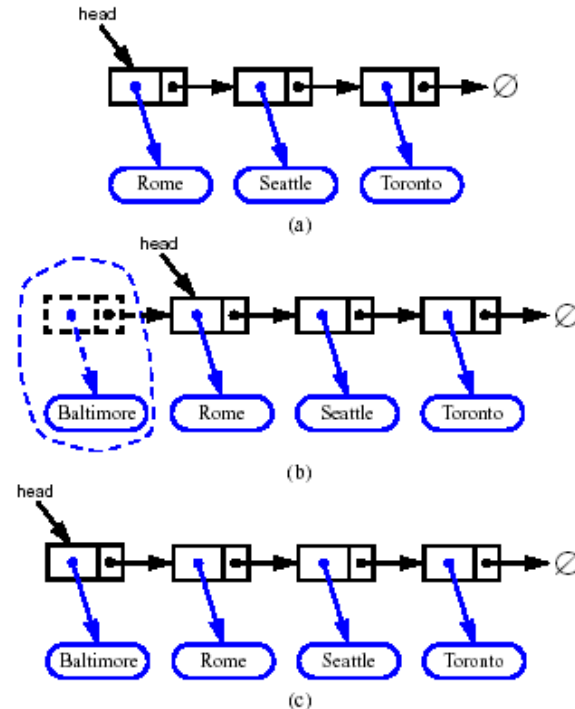 head
∅
Rome Seattle Toronto
(a)
head
∅
Baltimore Rome Seattle Toronto
(b)
head
∅
Baltimore Rome Seattle Toronto
(c)